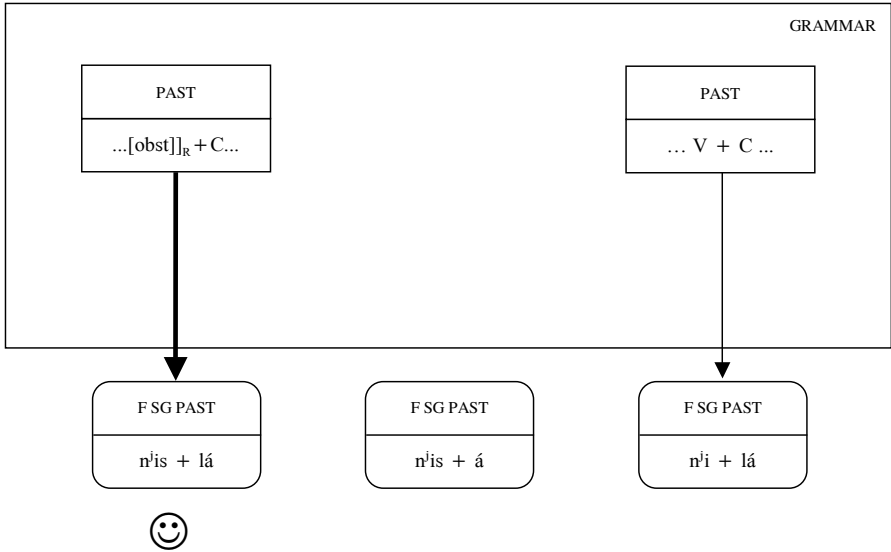 GRAMMAR
PAST
...[obst]]R + C...
PAST
... V + C ...
F SG PAST
nʲis + lá
F SG PAST
nʲis + á
F SG PAST
nʲi + lá